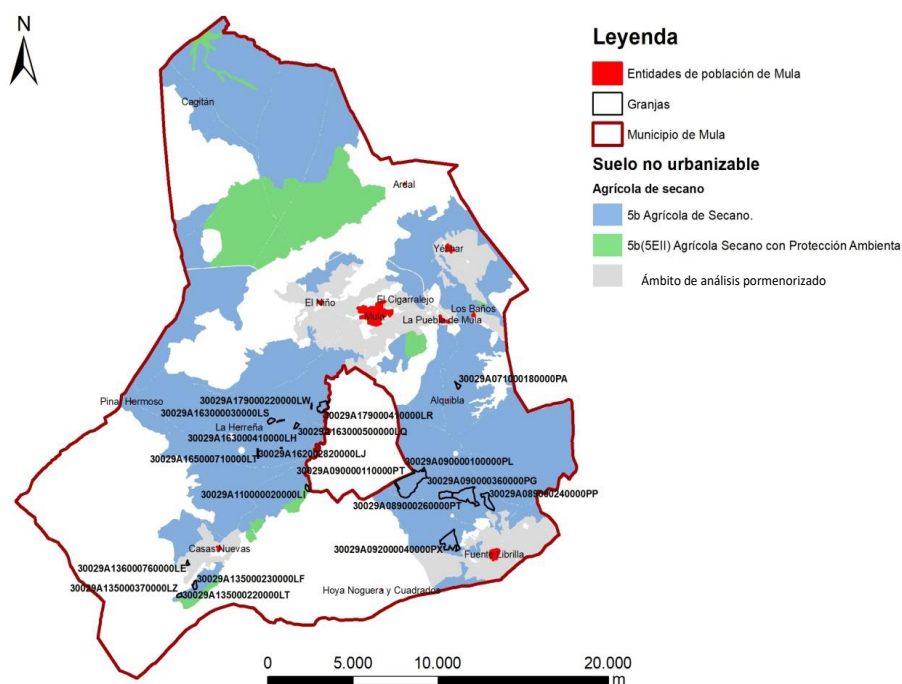 N
Leyenda
Entidades de población de Mula
Granjas
Municipio de Mula
Suelo no urbanizable
Agrícola de secano
5b Agrícola de Secano.
5b(5EII) Agrícola Secano con Protección Ambienta
Ámbito de análisis pormenorizado
Cagitán
Ardal
Yéchar
El Niño
El Cigarralejo
Mula
La Puebla de Mula
Los Baños
30029A071000180000PA
Pinar Hermoso
Alquibla
30029A179000220000LW
30029A163000030000LS
30029A179000410000LR
La Herreña
30029A163000500000LQ
30029A163000410000LH
30029A165000710000LT
30029A162002820000LJ
30029A090000100000PL
30029A090000110000PT
30029A090000360000PG
30029A110000020000LI
30029A089000240000PP
30029A089000260000PT
Casas Nuevas
30029A092000040000PX
Fuente Librilla
30029A136000760000LE
30029A135000230000LF
30029A135000370000LZ
30029A135000220000LT
Hoya Noguera y Cuadrados
0 5.000 10.000 20.000
m